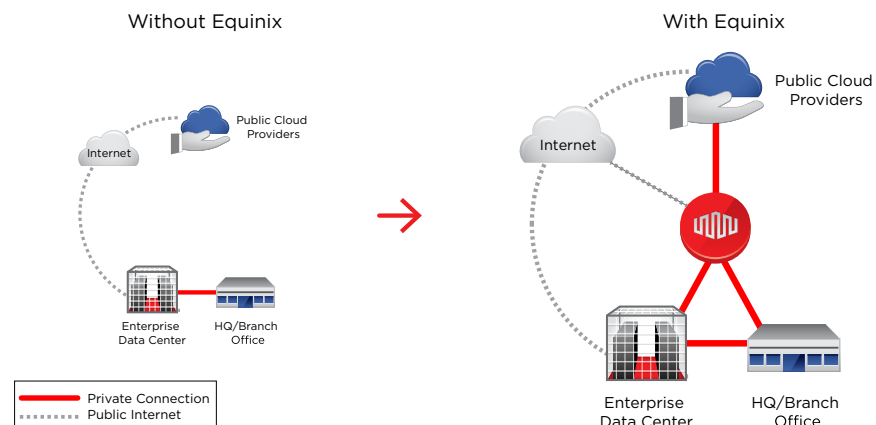 Without Equinix
With Equinix
Public Cloud
Providers
Internet
Enterprise
Data Center
HQ/Branch
Office
Public Cloud
Providers
Internet
Enterprise
Data Center
HQ/Branch
Office
Private Connection
Public Internet